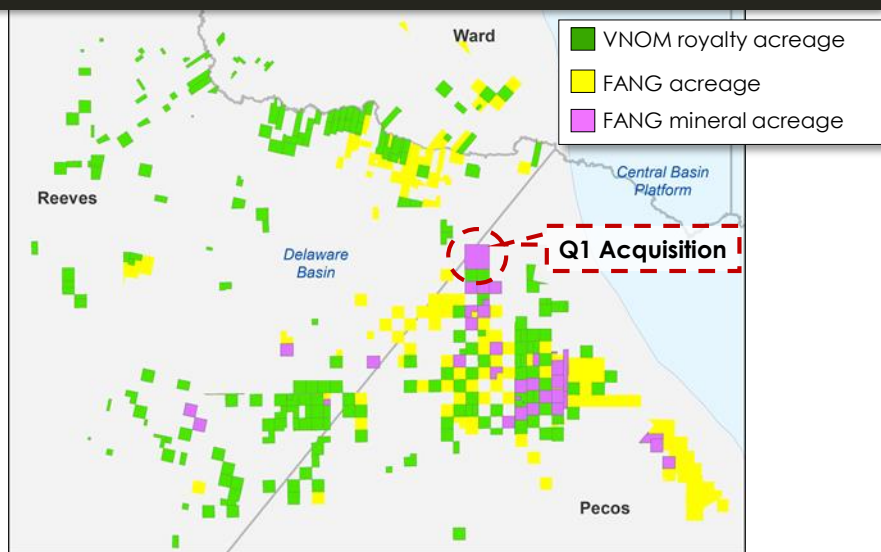 Ward
VNOM royalty acreage
FANG acreage
FANG mineral acreage
Central Basin
Platform
Reeves
Q1 Acquisition
Delaware
Basin
Pecos